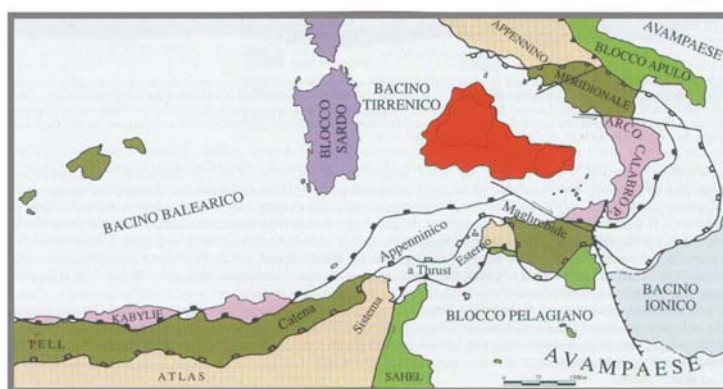 AVAMPAESE
APPENNINO
BLOCCO APULO
MERIDIONALE
BACINO
TIRRENICO
BLOCCO
SARDO
ARCO CALABRO P.
BACINO BALEARICO
Maghrebide
Appenninico
Esterno
a Thrust
BACINO
IONICO
KABYLIE
Catena
Sistema
BLOCCO PELAGIANO
TELL
AVAMPAESE
ATLAS
SAHEL